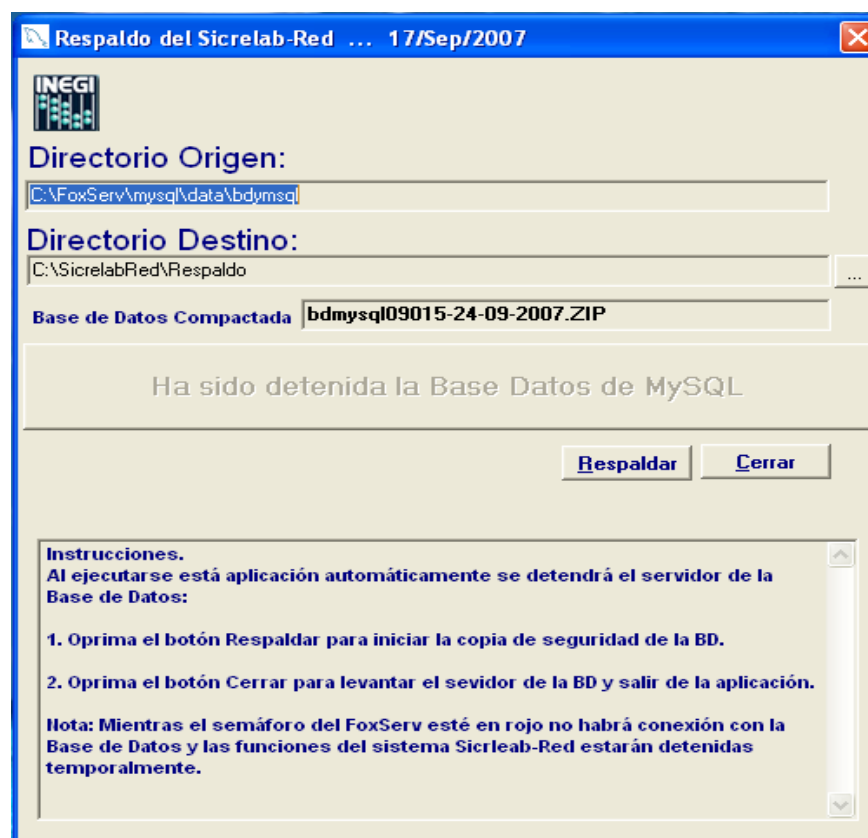 Respaldo del Sicrelab-Red ... 17/Sep/2007
INEGI
Directorio Origen:
C:\FoxServ\mysql\data\bdymsql
Directorio Destino:
C:\SicrelabRed\Respaldo
...
Base de Datos Compactada bdmysql09015-24-09-2007.ZIP
Ha sido detenida la Base Datos de MySQL
Respaldar Cerrar
Instrucciones.
Al ejecutarse está aplicación automáticamente se detendrá el servidor de la
Base de Datos:
1. Oprima el botón Respaldar para iniciar la copia de seguridad de la BD.
2. Oprima el botón Cerrar para levantar el sevidor de la BD y salir de la aplicación.
Nota: Mientras el semáforo del FoxServ esté en rojo no habrá conexión con la
Base de Datos y las funciones del sistema Sicrleab-Red estarán detenidas
temporalmente.